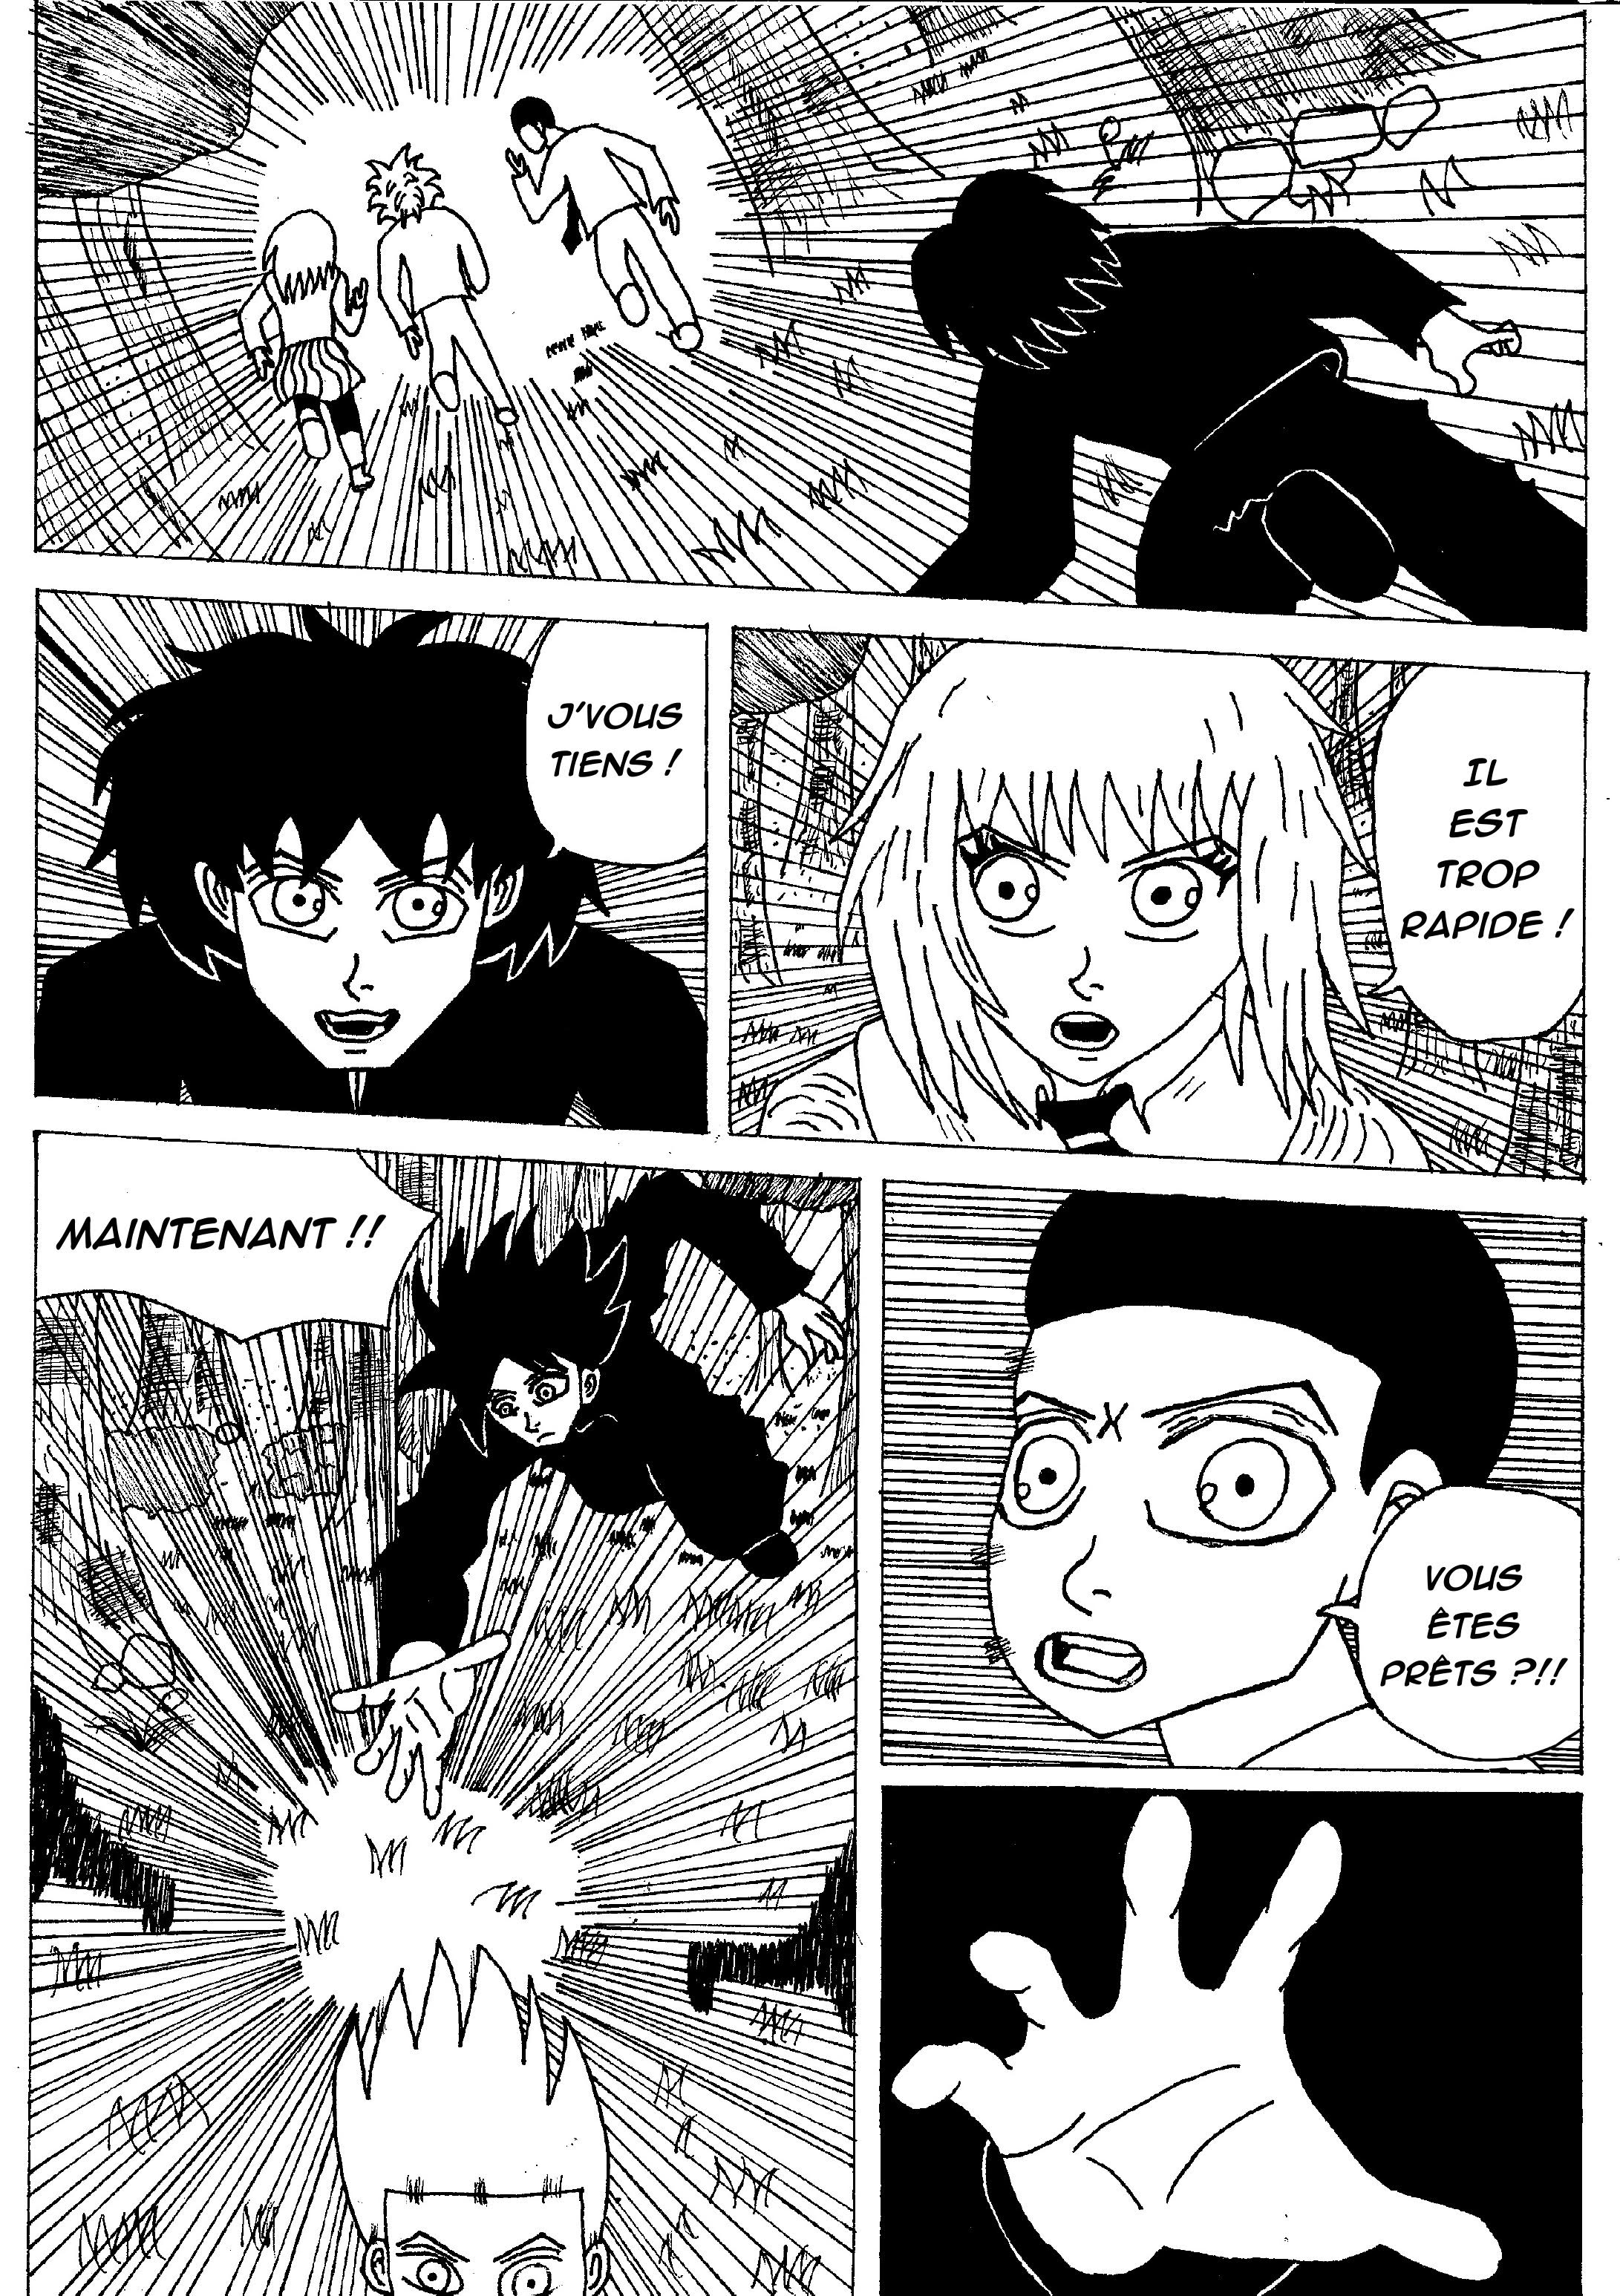 IL
EST
TROP
RAPIDE !
J'VOUS
TIENS !
VOUS
ÊTES
PRÊTS ?!!
MAINTENANT !!